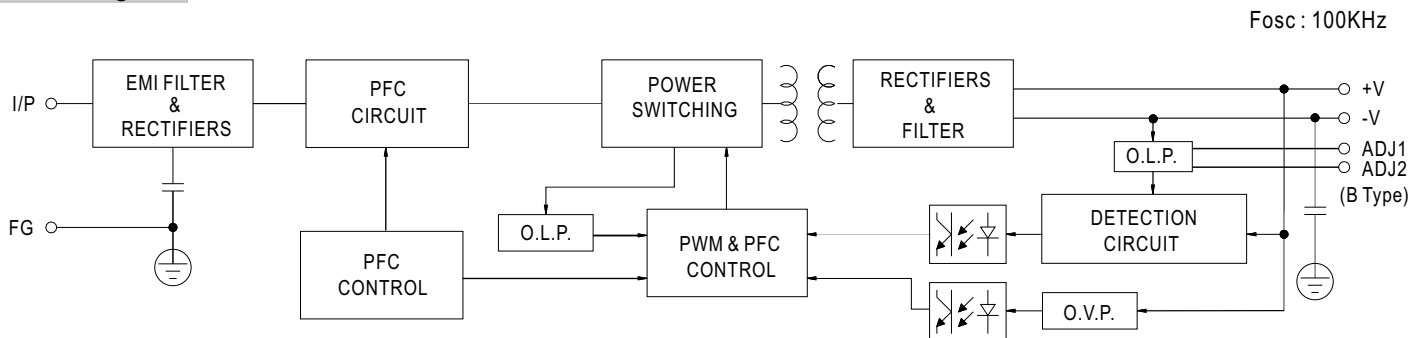 Fosc : 100KHz
I/P
EMI FILTER
&
RECTIFIERS
PFC
CIRCUIT
POWER
SWITCHING
RECTIFIERS
&
FILTER
+V
-V
O.L.P.
ADJ1
ADJ2
(B Type)
FG
O.L.P.
PFC
CONTROL
PWM & PFC
CONTROL
DETECTION
CIRCUIT
O.V.P.